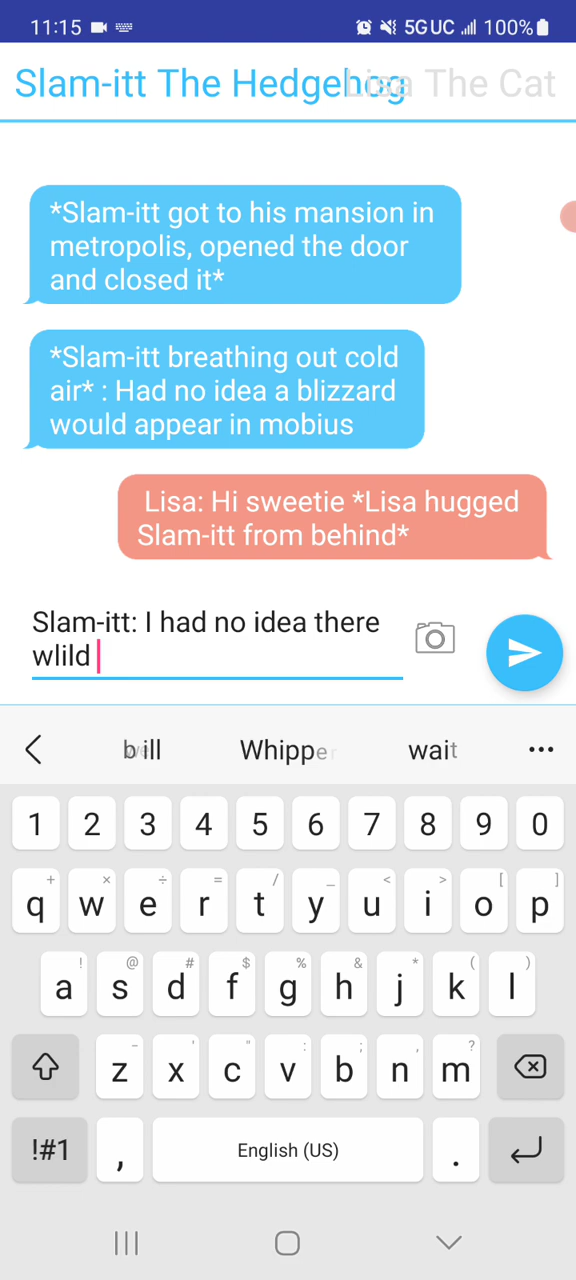 11:15 5G UC 100%
Slam-itt The Hedgehog Lisa The Cat
*Slam-itt got to his mansion in
metropolis, opened the door
and closed it*
*Slam-itt breathing out cold
air* : Had no idea a blizzard
would appear in mobius
Lisa: Hi sweetie *Lisa hugged
Slam-itt from behind*
Slam-itt: I had no idea there
wlild
Whipper wait
1 2 3 4 5 6 7 8 9 0
+ × ÷ = / _ < > [ ]
q w e r t y u i o p
! @ # $ % & * ( )
a s d f g h j k l
- ' " : ; , ?
z x c v b n m
!#1 , English (US) .